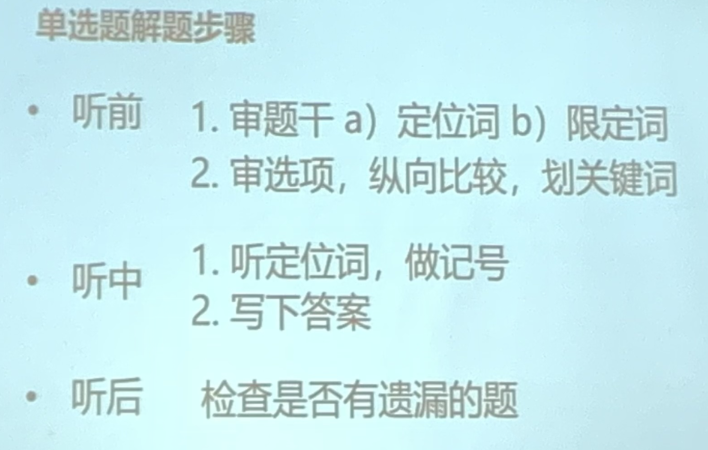 单选题解题步骤
• 听前 1. 审题干 a）定位词 b）限定词
2. 审选项，纵向比较，划关键词
• 听中 1. 听定位词，做记号
2. 写下答案
• 听后 检查是否有遗漏的题